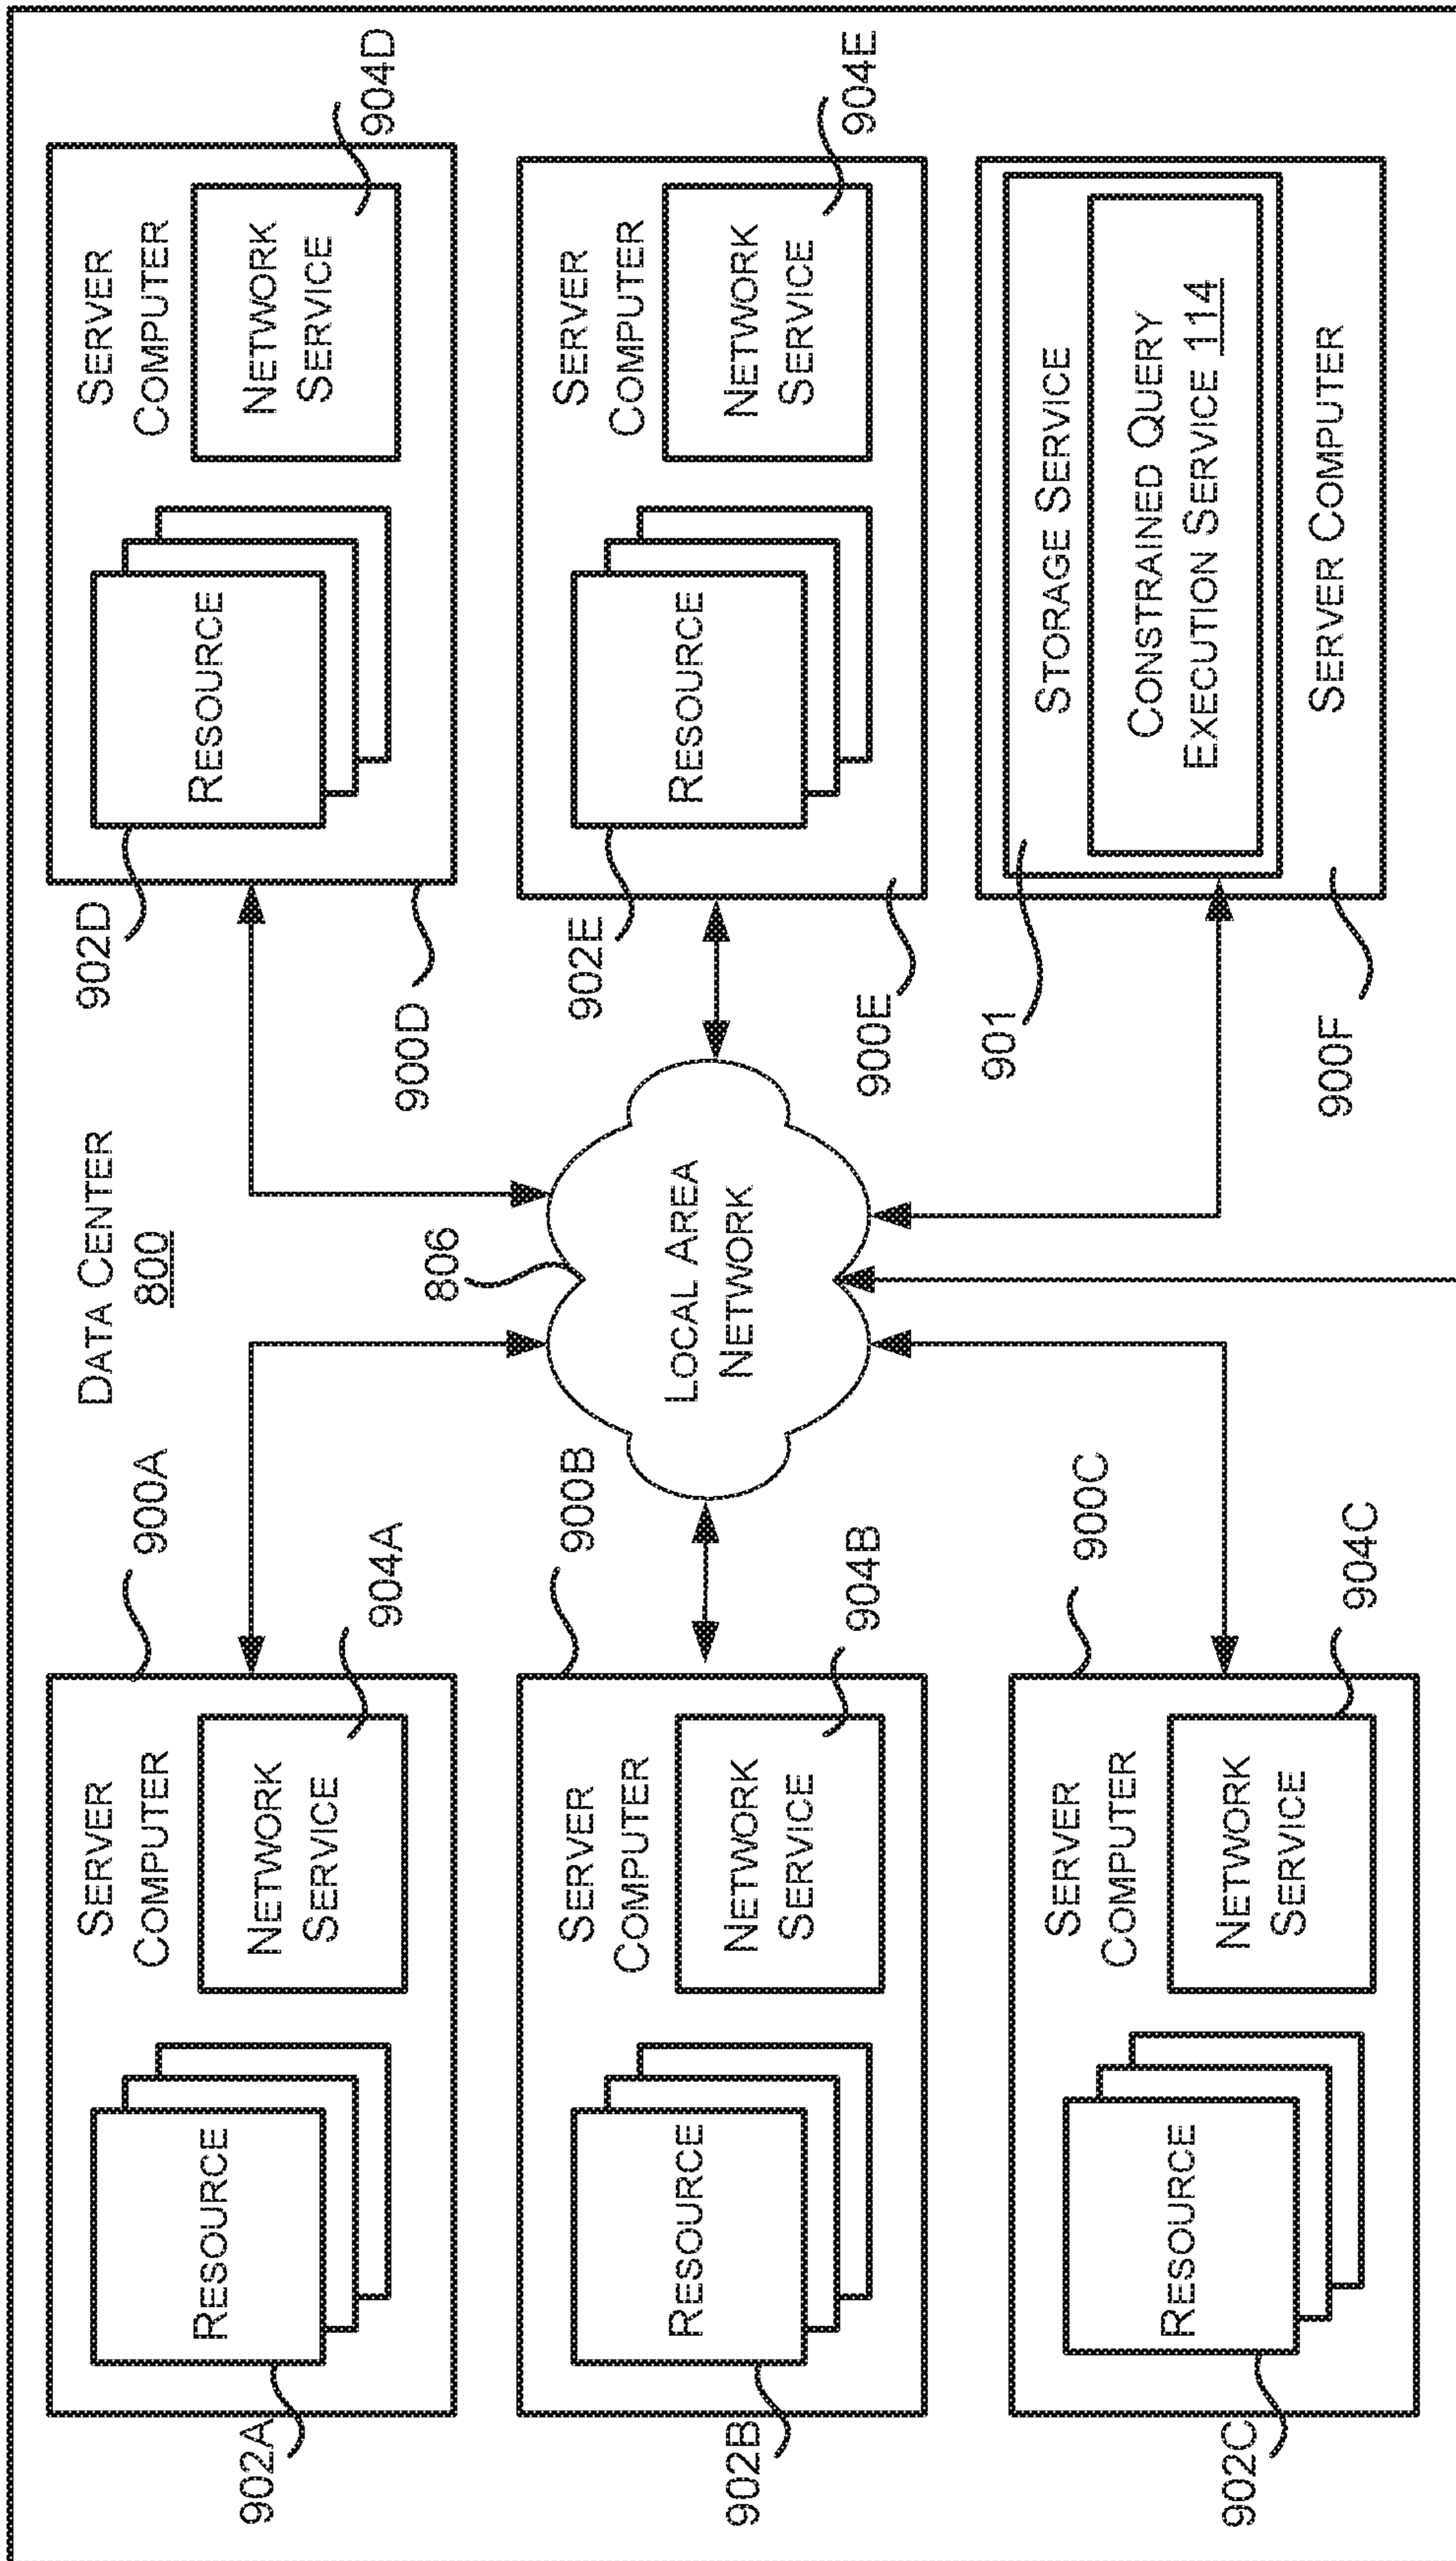 DATA CENTER
800
900A
SERVER
COMPUTER
NETWORK
SERVICE
904A
RESOURCE
902A
902D
900D
SERVER
COMPUTER
NETWORK
SERVICE
904D
RESOURCE
806
LOCAL AREA
NETWORK
900B
SERVER
COMPUTER
NETWORK
SERVICE
904B
RESOURCE
902B
902E
900E
SERVER
COMPUTER
NETWORK
SERVICE
904E
RESOURCE
900C
SERVER
COMPUTER
NETWORK
SERVICE
904C
RESOURCE
902C
901
STORAGE SERVICE
CONSTRAINED QUERY
EXECUTION SERVICE 114
SERVER COMPUTER
900F